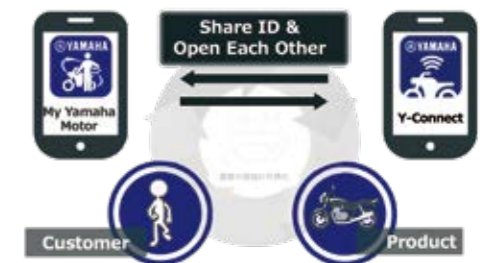 Share ID &
Open Each Other
YAMAHA
My Yamaha
Motor
YAMAHA
Y-Connect
Customer
Product